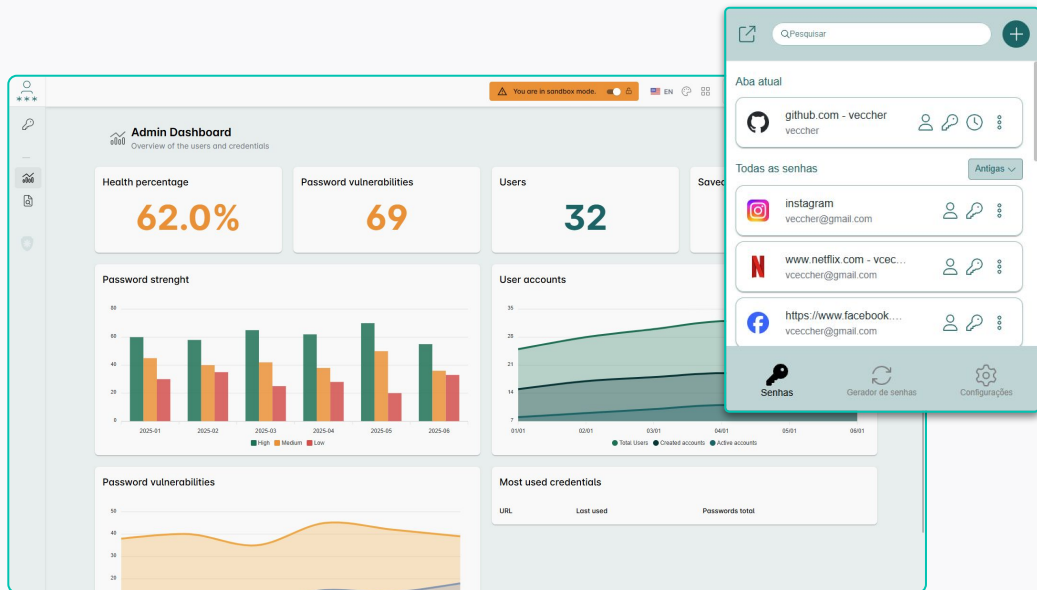 Pesquisar
Aba atual
github.com - veccher
veccher
Todas as senhas
Antigas
instagram
veccher@gmail.com
www.netflix.com - vcec...
vceccher@gmail.com
https://www.facebook....
vceccher@gmail.com
Senhas
Gerador de senhas
Configurações
***
You are in sandbox mode.
EN
Admin Dashboard
Overview of the users and credentials
Health percentage
62.0%
Password vulnerabilities
69
Users
32
Saved
Password strenght
80
60
40
20
0
2025-01 2025-02 2025-03 2025-04 2025-05 2025-06
High Medium Low
User accounts
35
28
21
14
7
01/01 02/01 03/01 04/01 05/01 06/01
Total Users Created accounts Active accounts
Password vulnerabilities
50
40
30
20
Most used credentials
URL Last used Passwords total